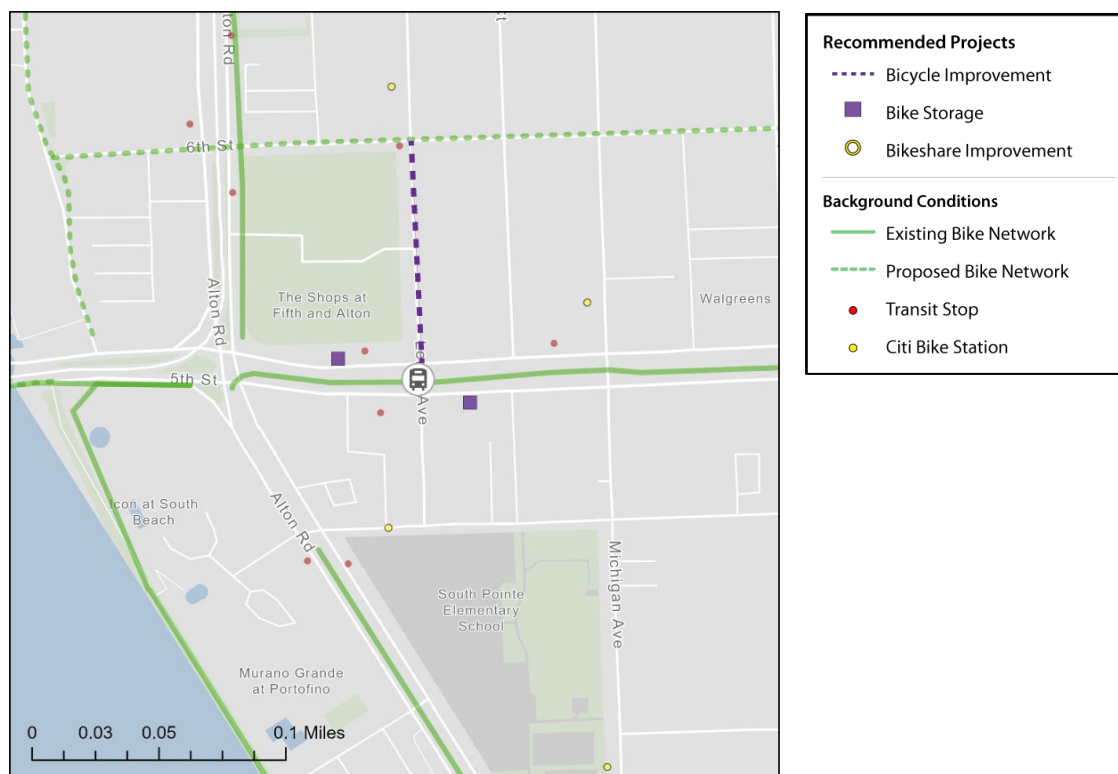 ton Rd
6th St
Alton Rd
The Shops at
Fifth and Alton
Walgreens
5th St
Ave
Icon at South
Beach
Alton Rd
South Pointe
Elementary
School
Michigan Ave
Murano Grande
at Portofino
0 0.03 0.05 0.1 Miles
Recommended Projects
Bicycle Improvement
Bike Storage
Bikeshare Improvement
Background Conditions
Existing Bike Network
Proposed Bike Network
Transit Stop
Citi Bike Station